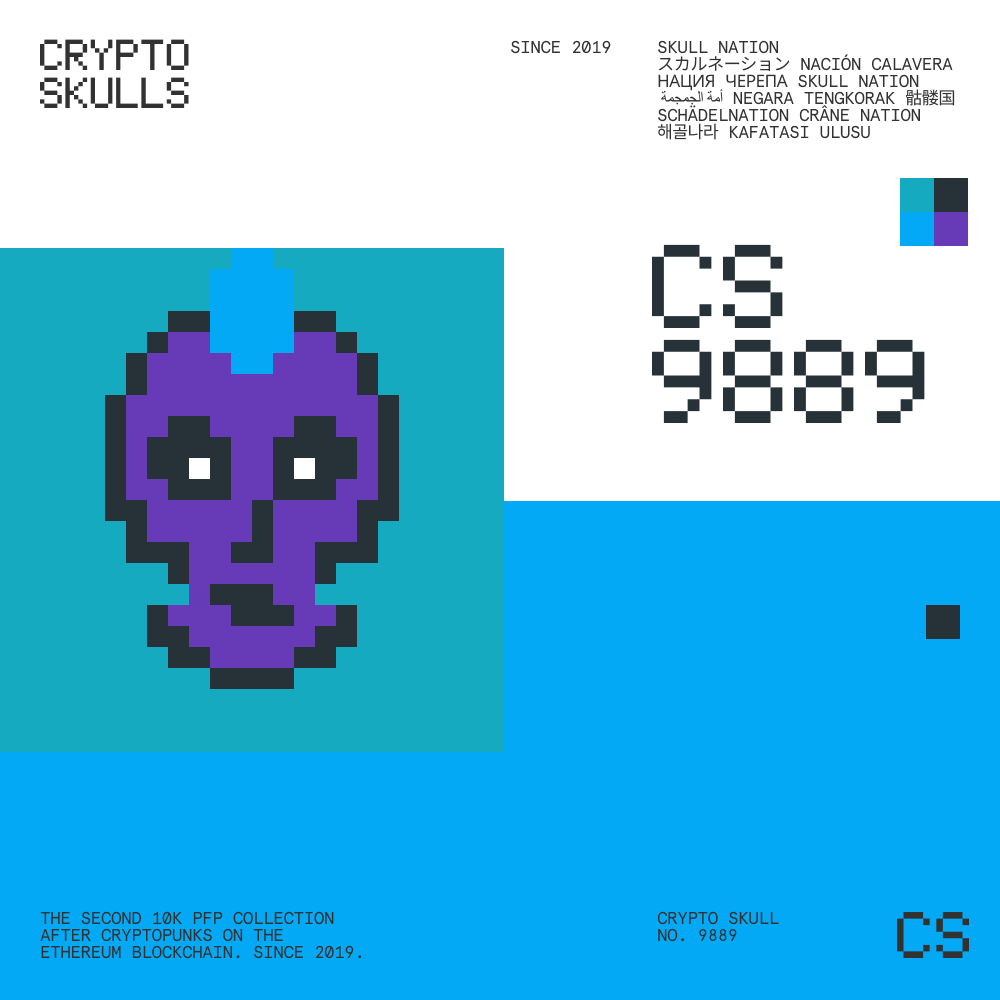 CRYPTO
SKULLS
SINCE 2019
SKULL NATION
スカルネーション NACIÓN CALAVERA
НАЦИЯ ЧЕРЕПА SKULL NATION
أمة الجمجمة NEGARA TENGKORAK 骷髅国
SCHÄDELNATION CRÂNE NATION
해골나라 KAFATASI ULUSU
CS
9889
THE SECOND 10K PFP COLLECTION
AFTER CRYPTOPUNKS ON THE
ETHEREUM BLOCKCHAIN. SINCE 2019.
CRYPTO SKULL
NO. 9889
CS